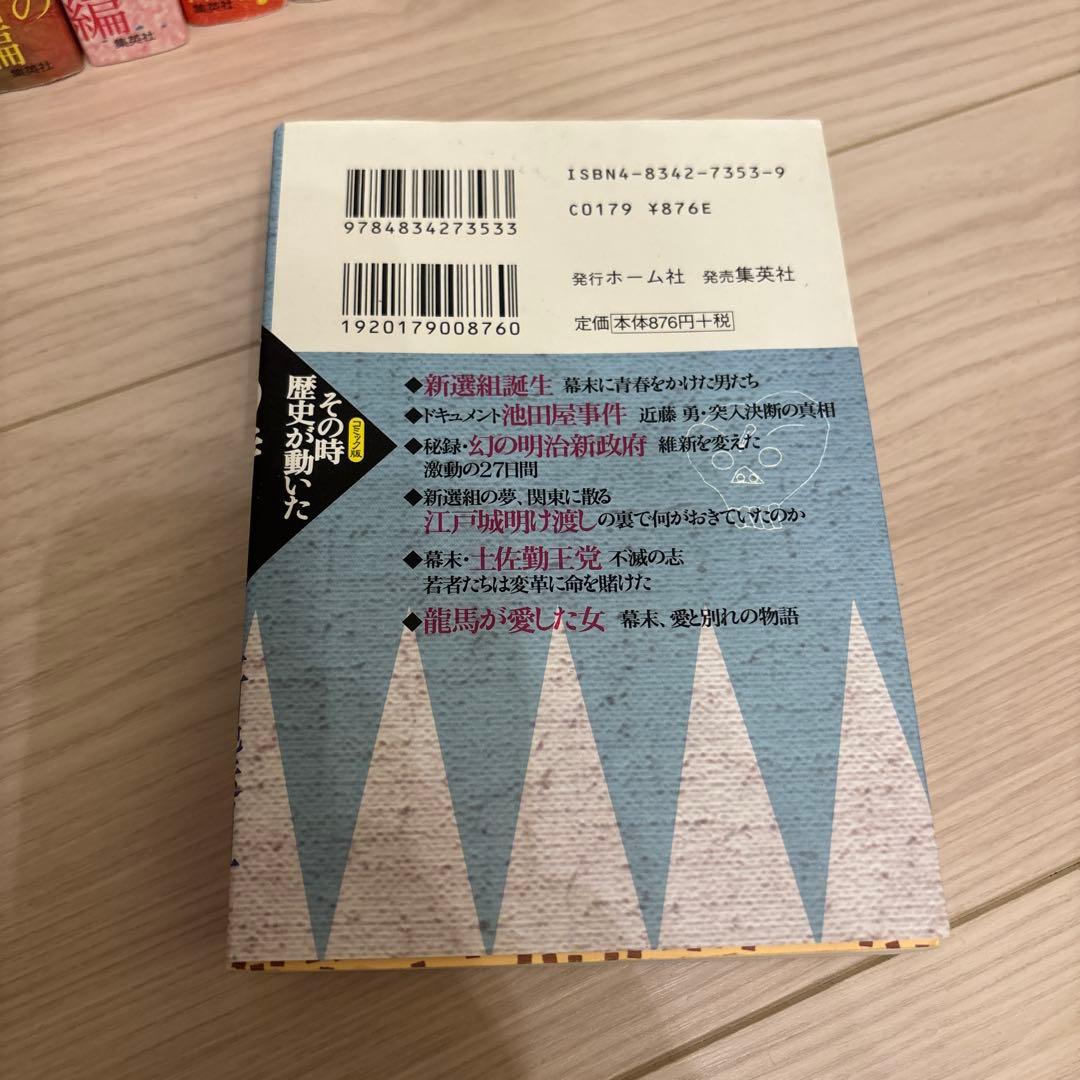 の
編
集英社
編
集英社
集英社
ISBN4-8342-7353-9
C0179 ¥876E
9784834273533
発行ホーム社 発売集英社
1920179008760
定価 本体876円+税
コミック版
その時
歴史が動いた
◆新選組誕生 幕末に青春をかけた男たち
◆ドキュメント池田屋事件 近藤 勇・突入決断の真相
◆秘録・幻の明治新政府 維新を変えた
激動の27日間
◆新選組の夢、関東に散る
江戸城明け渡しの裏で何がおきていたのか
◆幕末・土佐勤王党 不滅の志
若者たちは変革に命を賭けた
◆龍馬が愛した女 幕末、愛と別れの物語